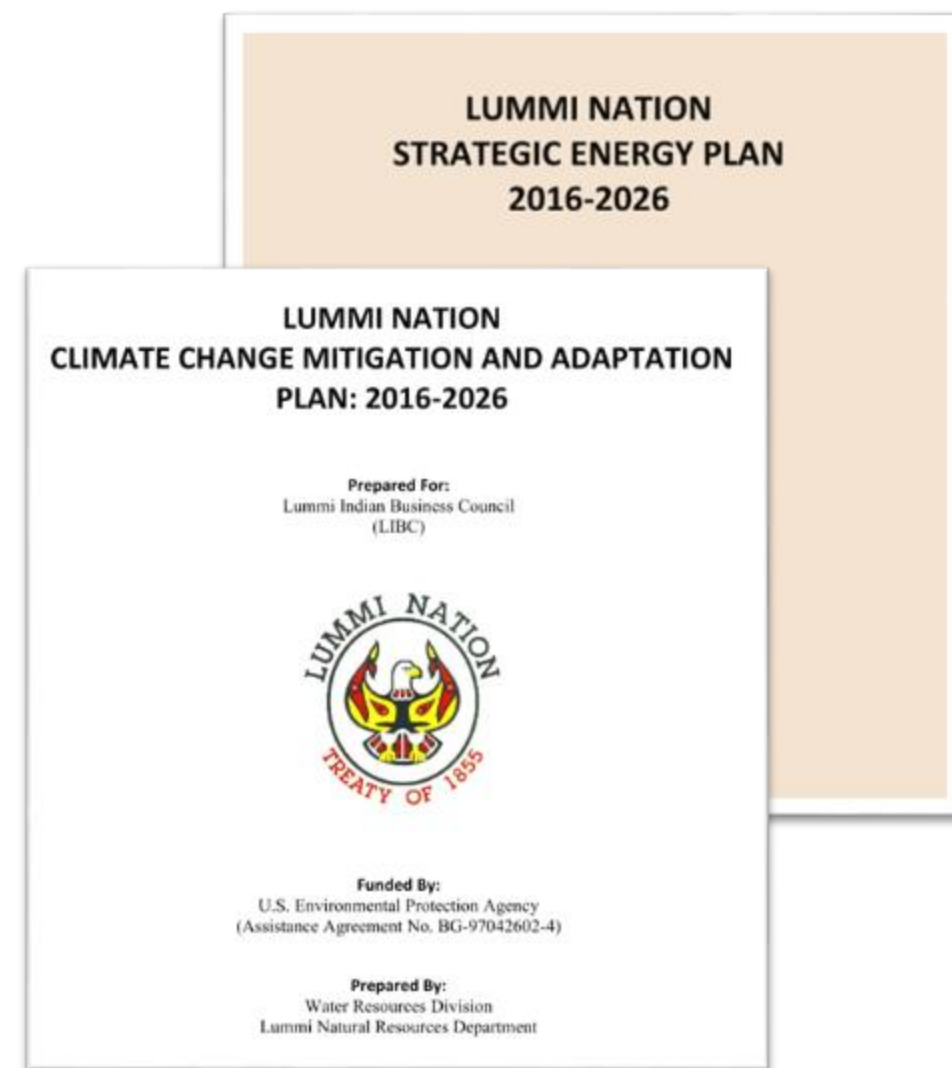 LUMMI NATION
STRATEGIC ENERGY PLAN
2016-2026
LUMMI NATION
CLIMATE CHANGE MITIGATION AND ADAPTATION
PLAN: 2016-2026
Prepared For:
Lummi Indian Business Council
(LIBC)
LUMMI NATION
TREATY OF 1855
Funded By:
U.S. Environmental Protection Agency
(Assistance Agreement No. BG-97042602-4)
Prepared By:
Water Resources Division
Lummi Natural Resources Department